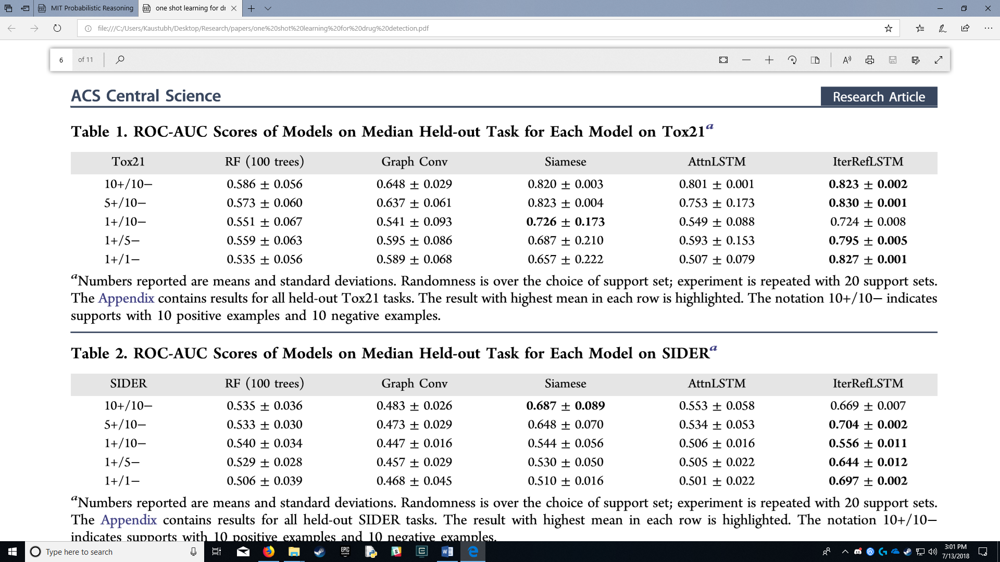 MIT Probabilistic Reasoning
one shot learning for dr
file:///C:/Users/Kaustubh/Desktop/Research/papers/one%20shot%20learning%20for%20drug%20detection.pdf
6 of 11
ACS Central Science Research Article
Table 1. ROC-AUC Scores of Models on Median Held-out Task for Each Model on Tox21a
Tox21 RF (100 trees) Graph Conv Siamese AttnLSTM IterRefLSTM
10+/10− 0.586 ± 0.056 0.648 ± 0.029 0.820 ± 0.003 0.801 ± 0.001 0.823 ± 0.002
5+/10− 0.573 ± 0.060 0.637 ± 0.061 0.823 ± 0.004 0.753 ± 0.173 0.830 ± 0.001
1+/10− 0.551 ± 0.067 0.541 ± 0.093 0.726 ± 0.173 0.549 ± 0.088 0.724 ± 0.008
1+/5− 0.559 ± 0.063 0.595 ± 0.086 0.687 ± 0.210 0.593 ± 0.153 0.795 ± 0.005
1+/1− 0.535 ± 0.056 0.589 ± 0.068 0.657 ± 0.222 0.507 ± 0.079 0.827 ± 0.001
aNumbers reported are means and standard deviations. Randomness is over the choice of support set; experiment is repeated with 20 support sets.
The Appendix contains results for all held-out Tox21 tasks. The result with highest mean in each row is highlighted. The notation 10+/10− indicates
supports with 10 positive examples and 10 negative examples.
Table 2. ROC-AUC Scores of Models on Median Held-out Task for Each Model on SIDERa
SIDER RF (100 trees) Graph Conv Siamese AttnLSTM IterRefLSTM
10+/10− 0.535 ± 0.036 0.483 ± 0.026 0.687 ± 0.089 0.553 ± 0.058 0.669 ± 0.007
5+/10− 0.533 ± 0.030 0.473 ± 0.029 0.648 ± 0.070 0.534 ± 0.053 0.704 ± 0.002
1+/10− 0.540 ± 0.034 0.447 ± 0.016 0.544 ± 0.056 0.506 ± 0.016 0.556 ± 0.011
1+/5− 0.529 ± 0.028 0.457 ± 0.029 0.530 ± 0.050 0.505 ± 0.022 0.644 ± 0.012
1+/1− 0.506 ± 0.039 0.468 ± 0.045 0.510 ± 0.016 0.501 ± 0.022 0.697 ± 0.002
aNumbers reported are means and standard deviations. Randomness is over the choice of support set; experiment is repeated with 20 support sets.
The Appendix contains results for all held-out SIDER tasks. The result with highest mean in each row is highlighted. The notation 10+/10−
indicates supports with 10 positive examples and 10 negative examples.
Type here to search
EPIC
GAMES
3:01 PM
7/13/2018